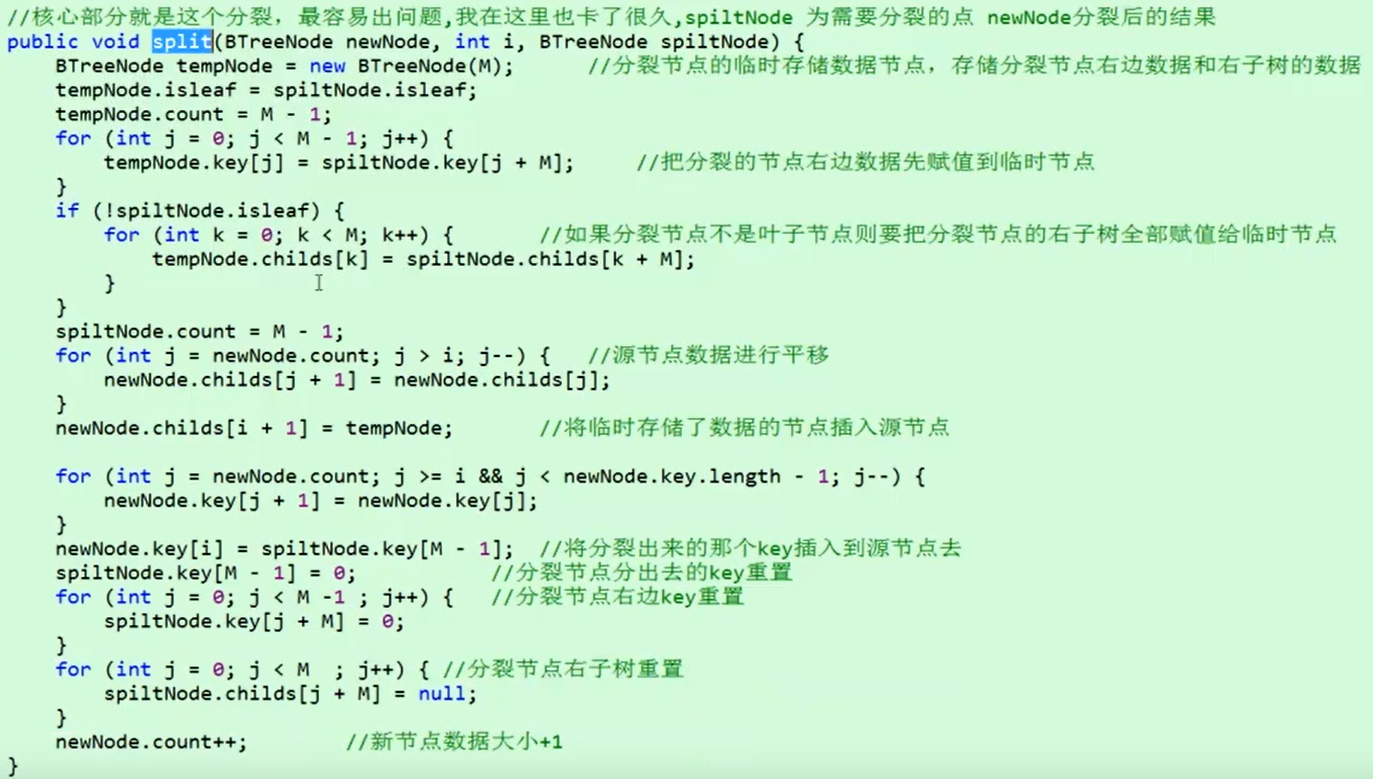 //核心部分就是这个分裂，最容易出问题,我在这里也卡了很久,spiltNode 为需要分裂的点 newNode分裂后的结果
public void split(BTreeNode newNode, int i, BTreeNode spiltNode) {
    BTreeNode tempNode = new BTreeNode(M);      //分裂节点的临时存储数据节点，存储分裂节点右边数据和右子树的数据
    tempNode.isleaf = spiltNode.isleaf;
    tempNode.count = M - 1;
    for (int j = 0; j < M - 1; j++) {
        tempNode.key[j] = spiltNode.key[j + M];     //把分裂的节点右边数据先赋值到临时节点
    }
    if (!spiltNode.isleaf) {
        for (int k = 0; k < M; k++) {       //如果分裂节点不是叶子节点则要把分裂节点的右子树全部赋值给临时节点
            tempNode.childs[k] = spiltNode.childs[k + M];
        }
    }
    spiltNode.count = M - 1;
    for (int j = newNode.count; j > i; j--) {   //源节点数据进行平移
        newNode.childs[j + 1] = newNode.childs[j];
    }
    newNode.childs[i + 1] = tempNode;       //将临时存储了数据的节点插入源节点
    for (int j = newNode.count; j >= i && j < newNode.key.length - 1; j--) {
        newNode.key[j + 1] = newNode.key[j];
    }
    newNode.key[i] = spiltNode.key[M - 1];  //将分裂出来的那个key插入到源节点去
    spiltNode.key[M - 1] = 0;           //分裂节点分出去的key重置
    for (int j = 0; j < M -1 ; j++) {   //分裂节点右边key重置
        spiltNode.key[j + M] = 0;
    }
    for (int j = 0; j < M  ; j++) { //分裂节点右子树重置
        spiltNode.childs[j + M] = null;
    }
    newNode.count++;        //新节点数据大小+1
}